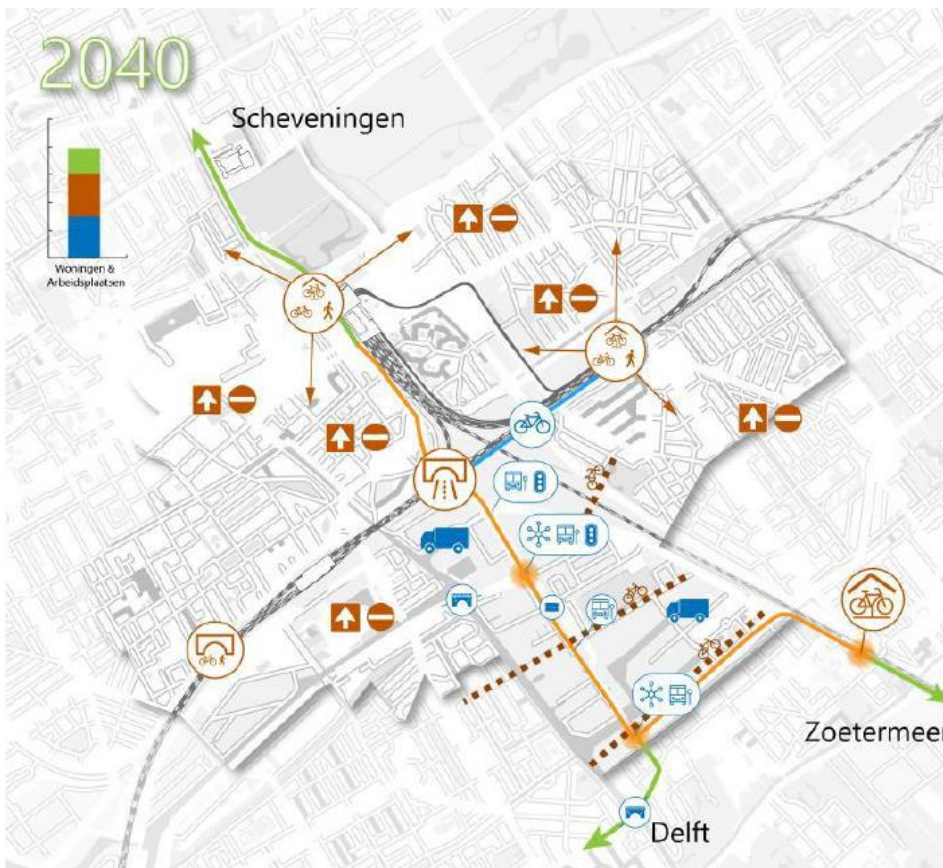 2040
Scheveningen
Woningen &
Arbeidsplaatsen
Zoetermeer
Delft